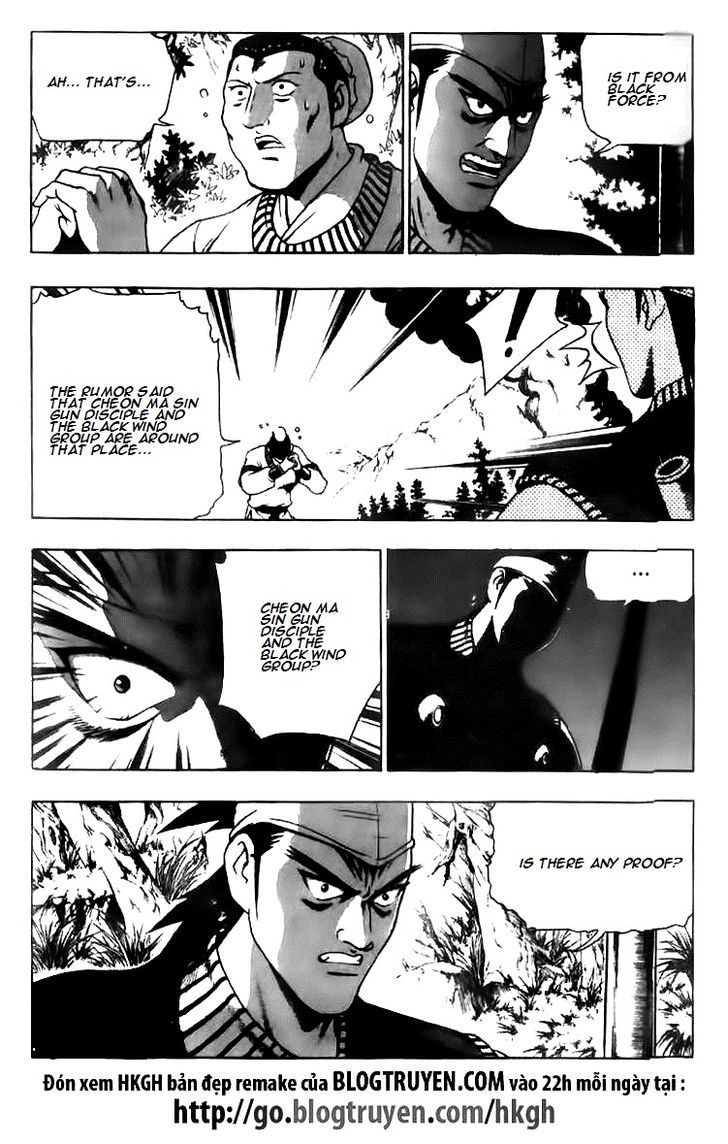 AH... THAT'S...
IS IT FROM
BLACK
FORCE?
THE RUMOR SAID
THAT CHEON MA SIN
GUN DISCIPLE AND
THE BLACK WIND
GROUP ARE AROUND
THAT PLACE...
!
CHEON MA
SIN GUN
DISCIPLE
AND THE
BLACK WIND
GROUP?
...
IS THERE ANY PROOF?
Đón xem HKGH bản đẹp remake của BLOGTRUYEN.COM vào 22h mỗi ngày tại :
http://go.blogtruyen.com/hkgh